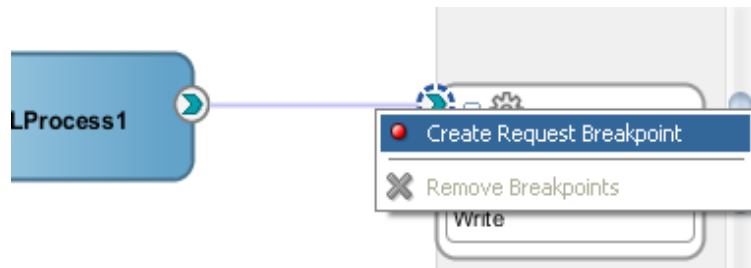 LProcess1
Create Request Breakpoint
Remove Breakpoints
Write